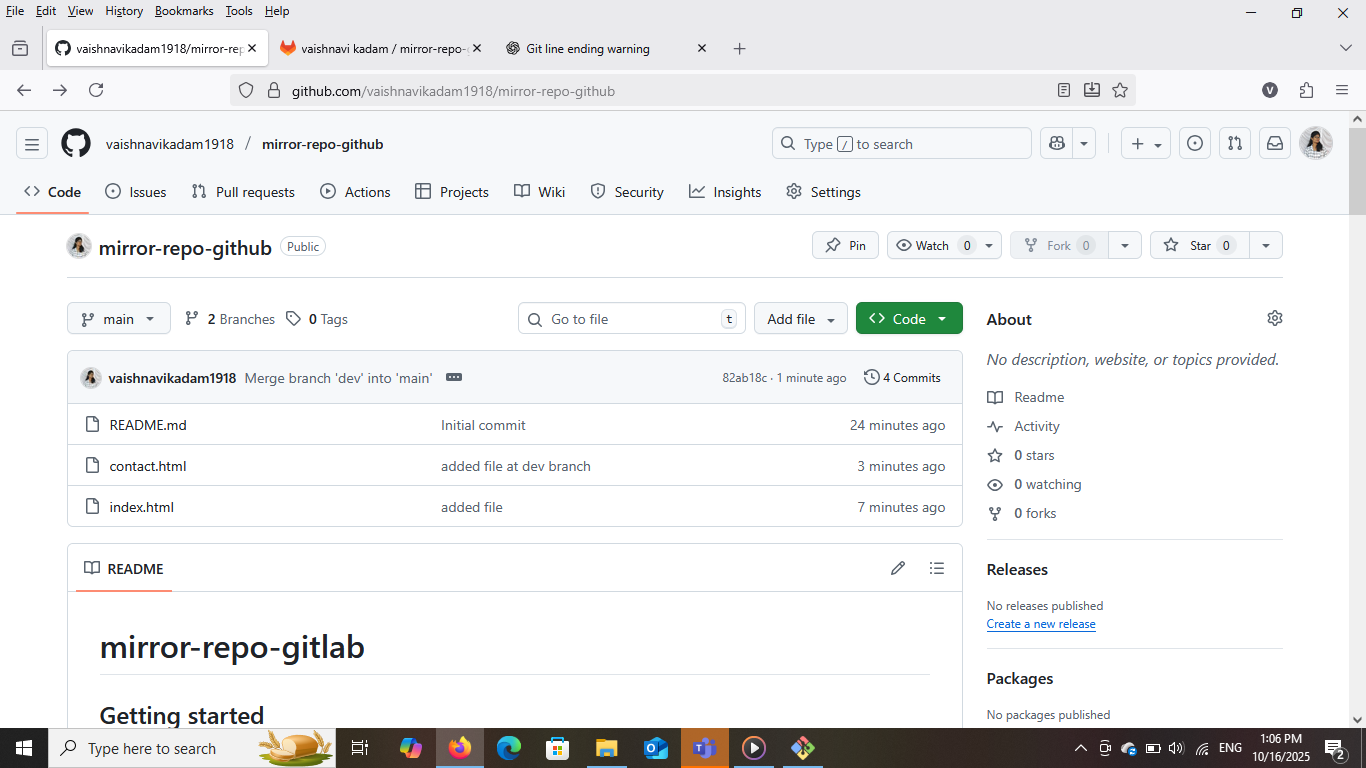 File Edit View History Bookmarks Tools Help
vaishnavikadam1918/mirror-rep
vaishnavi kadam / mirror-repo-
Git line ending warning
github.com/vaishnavikadam1918/mirror-repo-github
V
vaishnavikadam1918 / mirror-repo-github
Type / to search
Code Issues Pull requests Actions Projects Wiki Security Insights Settings
mirror-repo-github Public
Pin Watch 0 Fork 0 Star 0
main 2 Branches 0 Tags Go to file t Add file Code
vaishnavikadam1918 Merge branch 'dev' into 'main' 82ab18c · 1 minute ago 4 Commits
README.md Initial commit 24 minutes ago
contact.html added file at dev branch 3 minutes ago
index.html added file 7 minutes ago
README
mirror-repo-gitlab
Getting started
About
No description, website, or topics provided.
Readme
Activity
0 stars
0 watching
0 forks
Releases
No releases published
Create a new release
Packages
No packages published
Type here to search
ENG
1:06 PM
10/16/2025
2